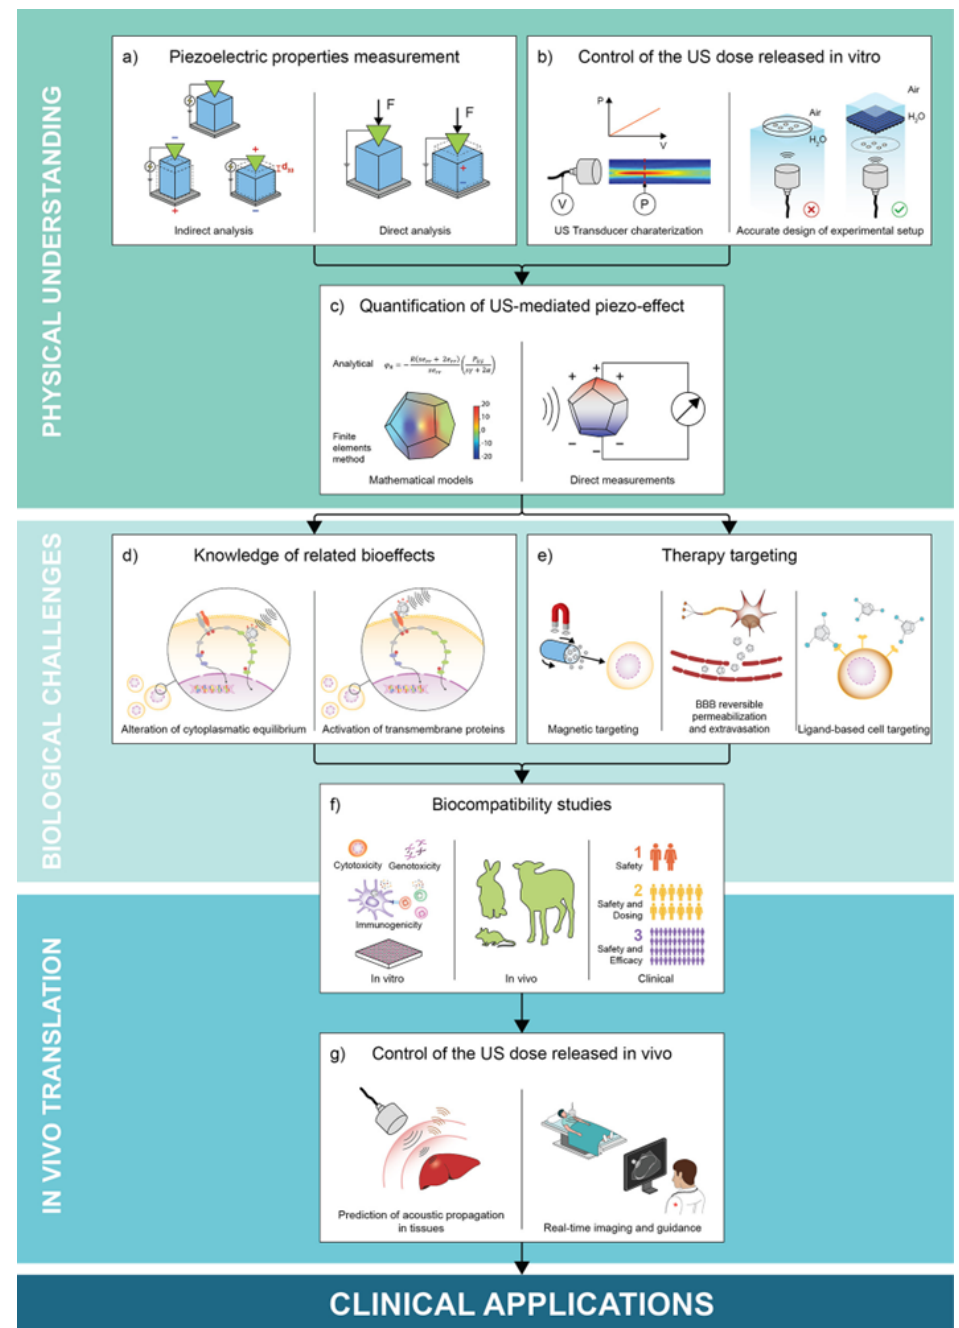 PHYSICAL UNDERSTANDING
a) Piezoelectric properties measurement
d33
F
F
Indirect analysis
Direct analysis
b) Control of the US dose released in vitro
P
V
V
P
US Transducer charaterization
Air
H2O
Air
H2O
Accurate design of experimental setup
c) Quantification of US-mediated piezo-effect
Analytical
Finite
elements
method
20
10
0
-10
-20
Mathematical models
+ + +
− − −
Direct measurements
BIOLOGICAL CHALLENGES
d) Knowledge of related bioeffects
Alteration of cytoplasmatic equilibrium
Activation of transmembrane proteins
e) Therapy targeting
Magnetic targeting
BBB reversible
permeabilization
and extravasation
Ligand-based cell targeting
f) Biocompatibility studies
Cytotoxicity
Genotoxicity
Immunogenicity
In vitro
In vivo
1
Safety
2
Safety and
Dosing
3
Safety and
Efficacy
Clinical
IN VIVO TRANSLATION
g) Control of the US dose released in vivo
Prediction of acoustic propagation
in tissues
Real-time imaging and guidance
CLINICAL APPLICATIONS